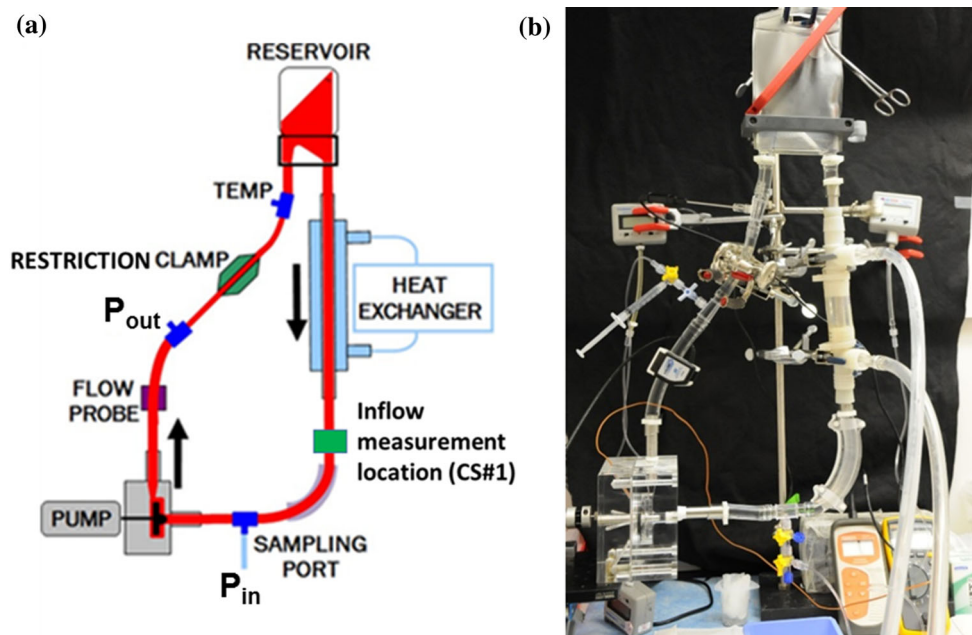 (a)
RESERVOIR
TEMP
RESTRICTION CLAMP
HEAT
EXCHANGER
Pout
FLOW
PROBE
Inflow
measurement
location (CS#1)
PUMP
SAMPLING
PORT
Pin
(b)